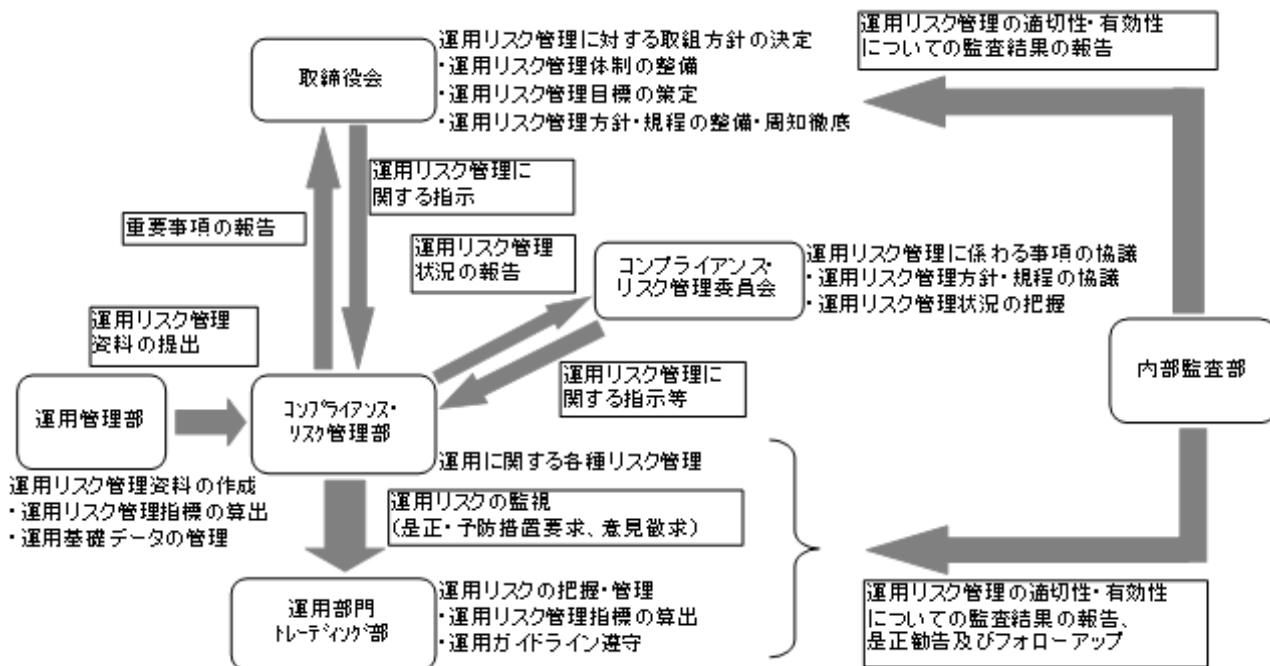 運用リスク管理に対する取組方針の決定
・運用リスク管理体制の整備
・運用リスク管理目標の策定
・運用リスク管理方針・規程の整備・周知徹底
取締役会
運用リスク管理の適切性・有効性
についての監査結果の報告
運用リスク管理に
関する指示
重要事項の報告
運用リスク管理
状況の報告
コンプライアンス・
リスク管理委員会
運用リスク管理に係わる事項の協議
・運用リスク管理方針・規程の協議
・運用リスク管理状況の把握
運用リスク管理
資料の提出
運用リスク管理に
関する指示等
内部監査部
運用管理部
コンプライアンス・
リスク管理部
運用に関する各種リスク管理
運用リスク管理資料の作成
・運用リスク管理指標の算出
・運用基礎データの管理
運用リスクの監視
(是正・予防措置要求、意見徴求)
運用部門
トレーディング部
運用リスクの把握・管理
・運用リスク管理指標の算出
・運用ガイドライン遵守
運用リスク管理の適切性・有効性
についての監査結果の報告、
是正勧告及びフォローアップ